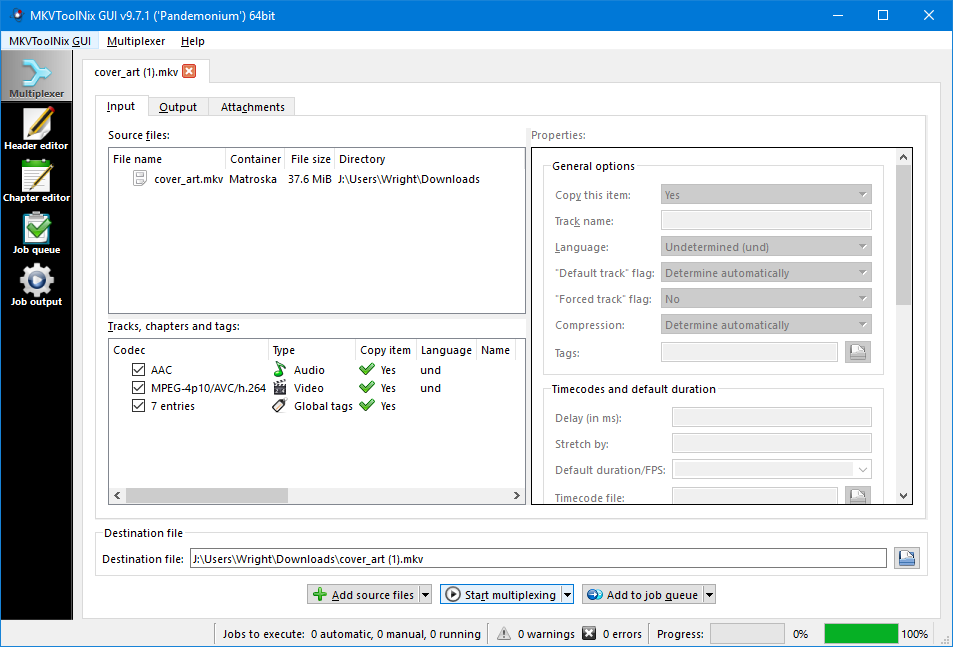 MKVToolNix GUI v9.7.1 ('Pandemonium') 64bit
MKVToolNix GUI Multiplexer Help
Multiplexer
Header editor
Chapter editor
Job queue
Job output
cover_art (1).mkv
Input Output Attachments
Source files:
File name Container File size Directory
cover_art.mkv Matroska 37.6 MiB J:\Users\Wright\Downloads
Tracks, chapters and tags:
Codec Type Copy item Language Name
AAC Audio Yes und
MPEG-4p10/AVC/h.264 Video Yes und
7 entries Global tags Yes
Properties:
General options
Copy this item: Yes
Track name:
Language: Undetermined (und)
"Default track" flag: Determine automatically
"Forced track" flag: No
Compression: Determine automatically
Tags:
Timecodes and default duration
Delay (in ms):
Stretch by:
Default duration/FPS:
Timecode file:
Destination file
Destination file: J:\Users\Wright\Downloads\cover_art (1).mkv
Add source files Start multiplexing Add to job queue
Jobs to execute: 0 automatic, 0 manual, 0 running 0 warnings 0 errors Progress: 0% 100%